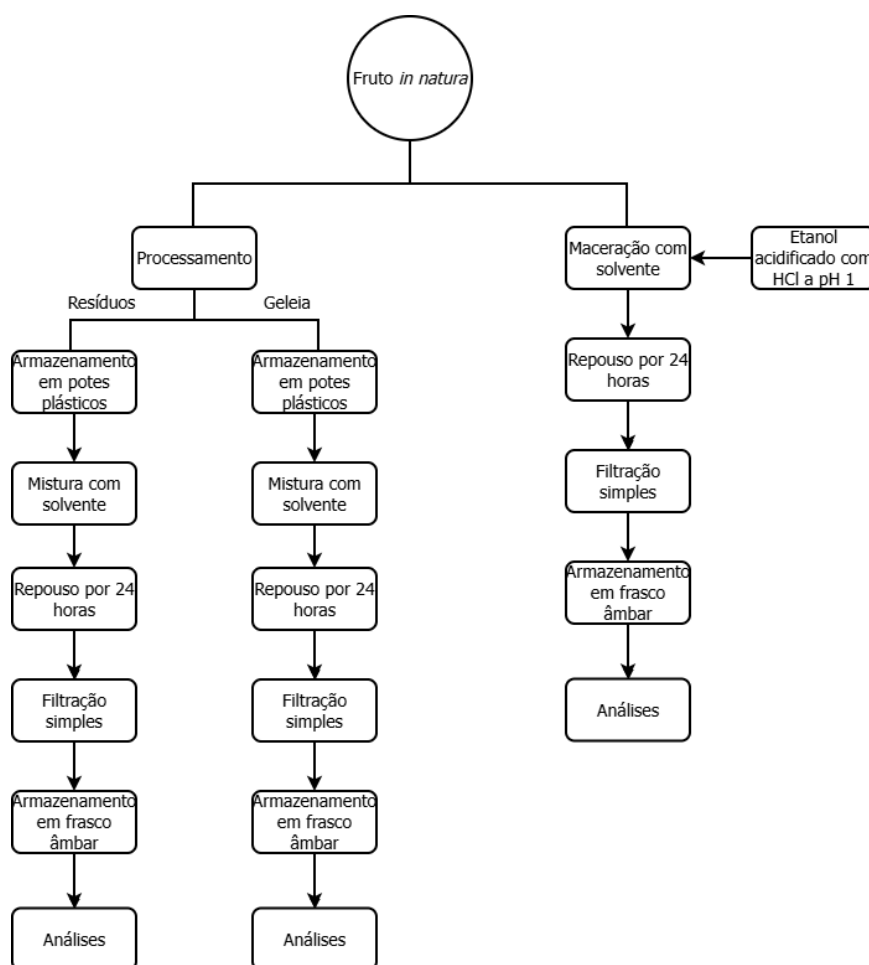 Fruto in natura
Processamento
Maceração com
solvente
Etanol
acidificado com
HCl a pH 1
Resíduos
Geleia
Armazenamento
em potes
plásticos
Armazenamento
em potes
plásticos
Repouso por 24
horas
Mistura com
solvente
Mistura com
solvente
Filtração
simples
Repouso por 24
horas
Repouso por 24
horas
Armazenamento
em frasco
âmbar
Filtração
simples
Filtração
simples
Análises
Armazenamento
em frasco
âmbar
Armazenamento
em frasco
âmbar
Análises
Análises